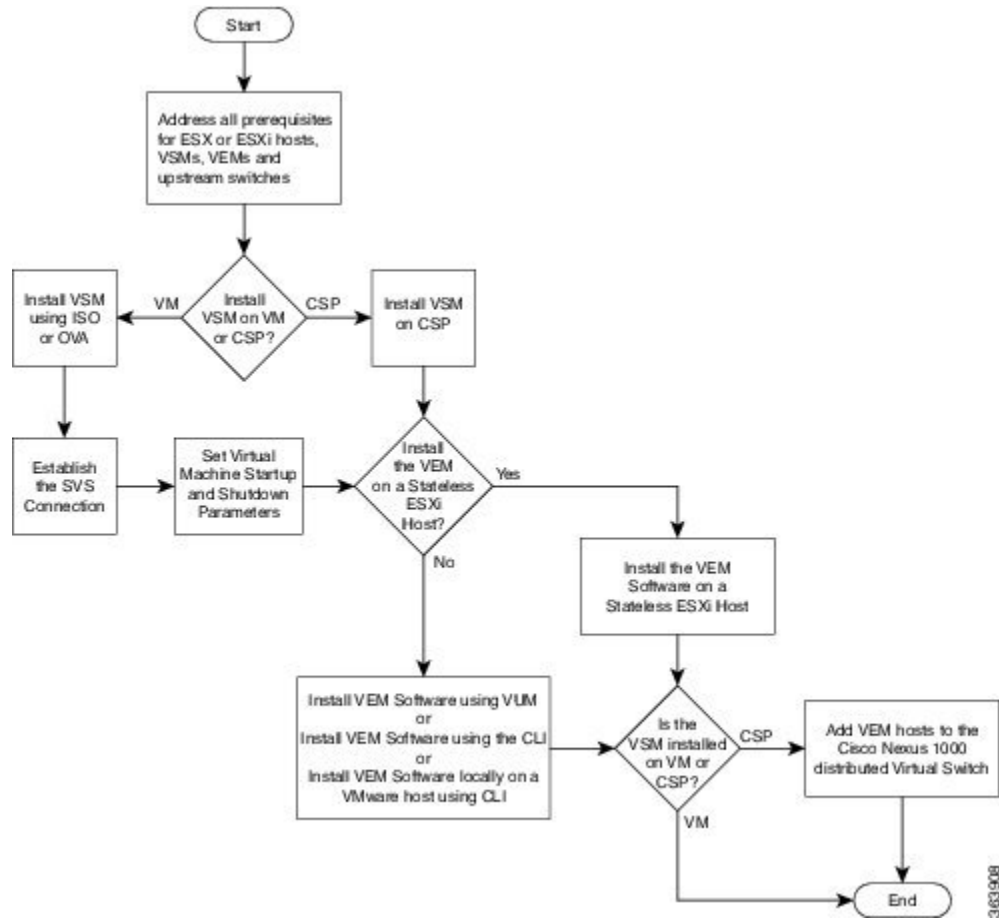 Start
Address all prerequisites
for ESX or ESXi hosts,
VSMs, VEMs and
upstream switches
Install VSM
using ISO
or OVA
VM
Install
VSM on VM
or CSP?
CSP
Install VSM
on CSP
Establish
the SVS
Connection
Set Virtual
Machine Startup
and Shutdown
Parameters
Install
the VEM
on a Stateless
ESXi
Host?
Yes
No
Install the VEM
Software on a
Stateless ESXi Host
Install VEM Software using VUM
or
Install VEM Software using the CLI
or
Install VEM Software locally on a
VMware host using CLI
Is the
VSM installed
on VM or
CSP?
CSP
VM
Add VEM hosts to the
Cisco Nexus 1000
distributed Virtual Switch
End
363908